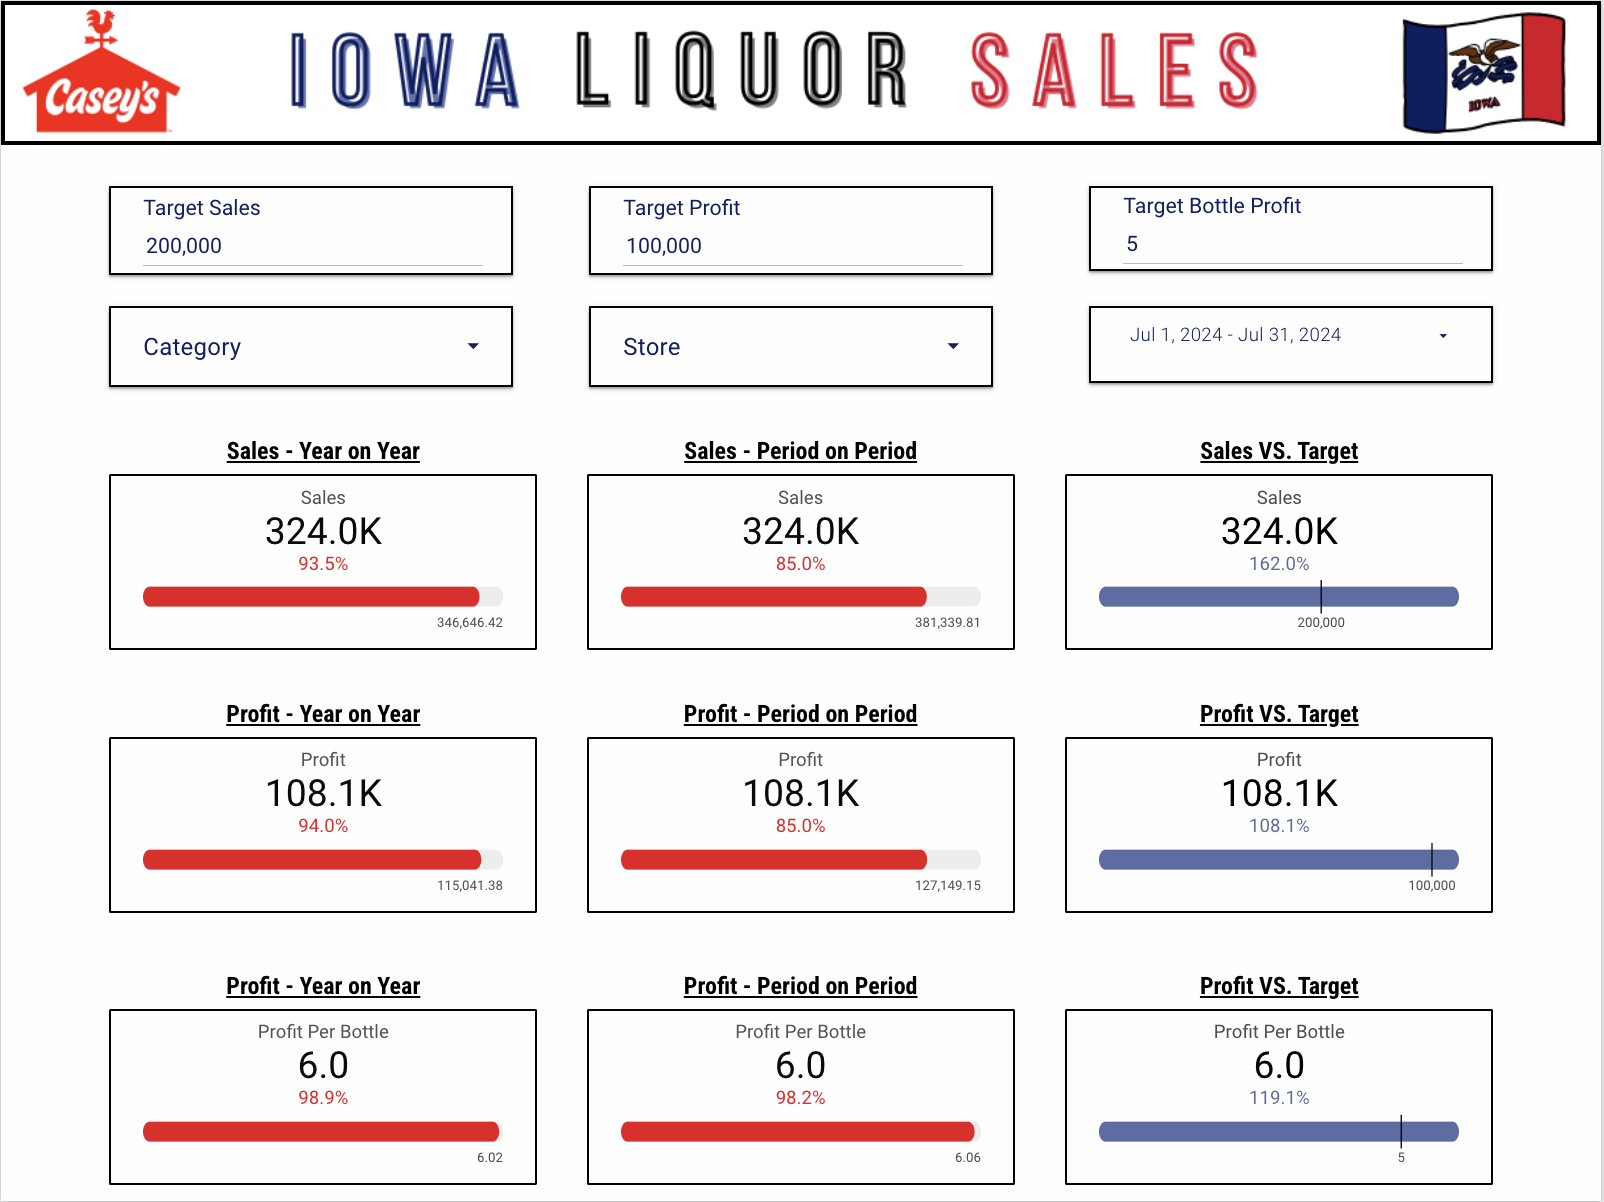 Casey's
IOWA LIQUOR SALES
IOWA
Target Sales
200,000
Target Profit
100,000
Target Bottle Profit
5
Category
Store
Jul 1, 2024 - Jul 31, 2024
Sales - Year on Year
Sales
324.0K
93.5%
346,646.42
Sales - Period on Period
Sales
324.0K
85.0%
381,339.81
Sales VS. Target
Sales
324.0K
162.0%
200,000
Profit - Year on Year
Profit
108.1K
94.0%
115,041.38
Profit - Period on Period
Profit
108.1K
85.0%
127,149.15
Profit VS. Target
Profit
108.1K
108.1%
100,000
Profit - Year on Year
Profit Per Bottle
6.0
98.9%
6.02
Profit - Period on Period
Profit Per Bottle
6.0
98.2%
6.06
Profit VS. Target
Profit Per Bottle
6.0
119.1%
5